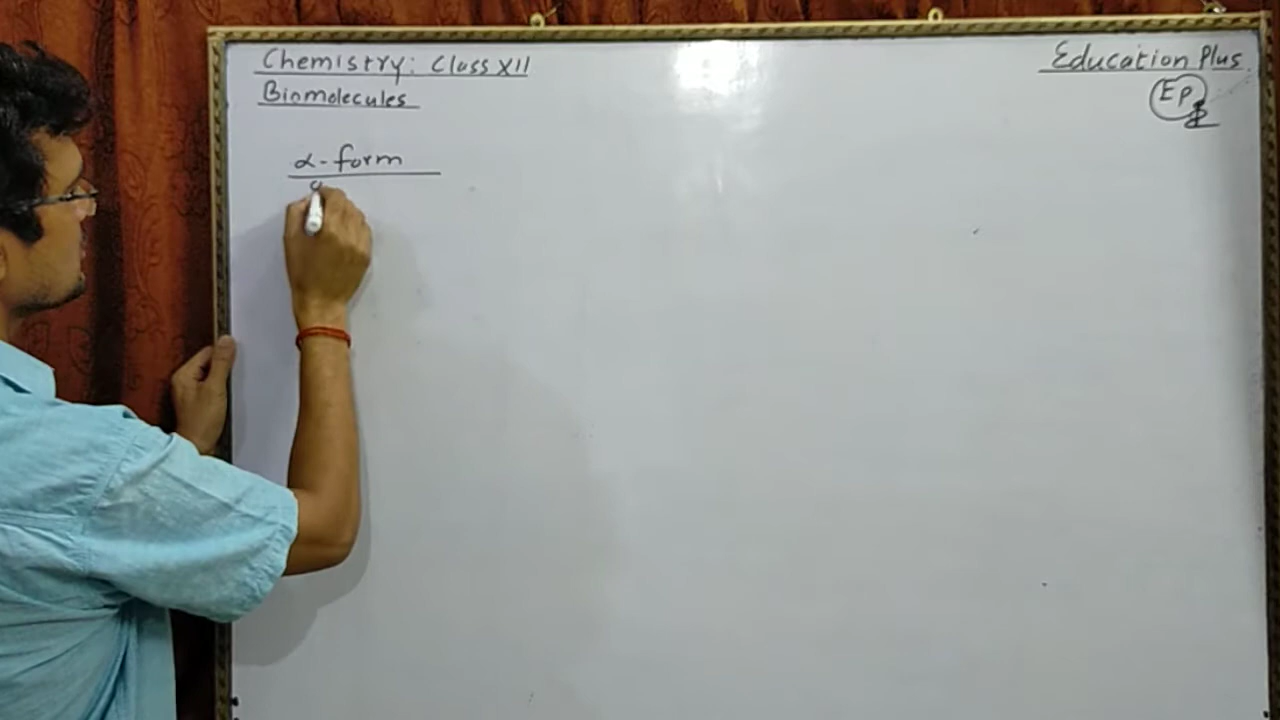 Chemistry: Class XII
Biomolecules
Education Plus
EP
α-form